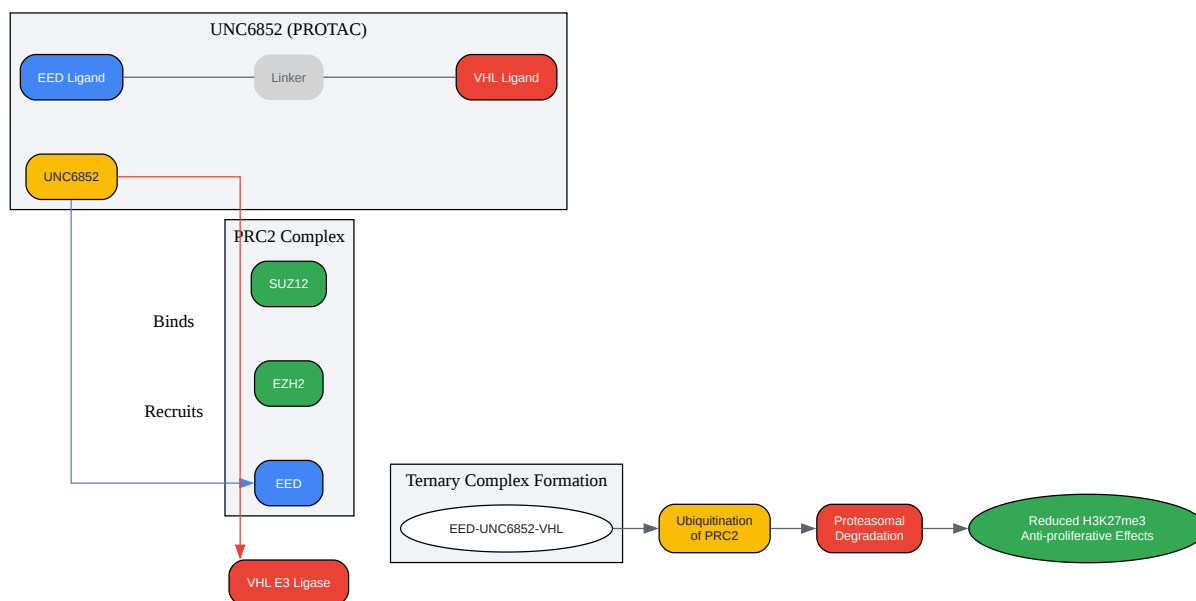 UNC6852 (PROTAC)
EED Ligand
Linker
VHL Ligand
UNC6852
PRC2 Complex
SUZ12
Binds
EZH2
Recruits
EED
Ternary Complex Formation
EED-UNC6852-VHL
Ubiquitination
of PRC2
Proteasomal
Degradation
Reduced H3K27me3
Anti-proliferative Effects
VHL E3 Ligase